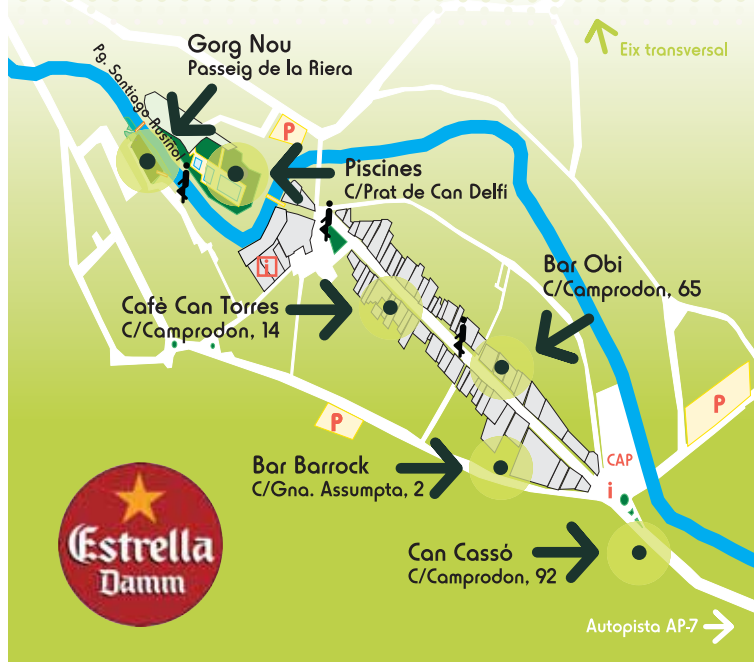 Eix transversal
Gorg Nou
Passeig de la Riera
Pg. Santiago Rusiñol
P
Piscines
C/Prat de Can Delfí
i
Bar Obi
C/Camprodon, 65
Cafè Can Torres
C/Camprodon, 14
P
P
Bar Barrock
C/Gna. Assumpta, 2
CAP
i
Estrella
Damm
Can Cassó
C/Camprodon, 92
Autopista AP-7